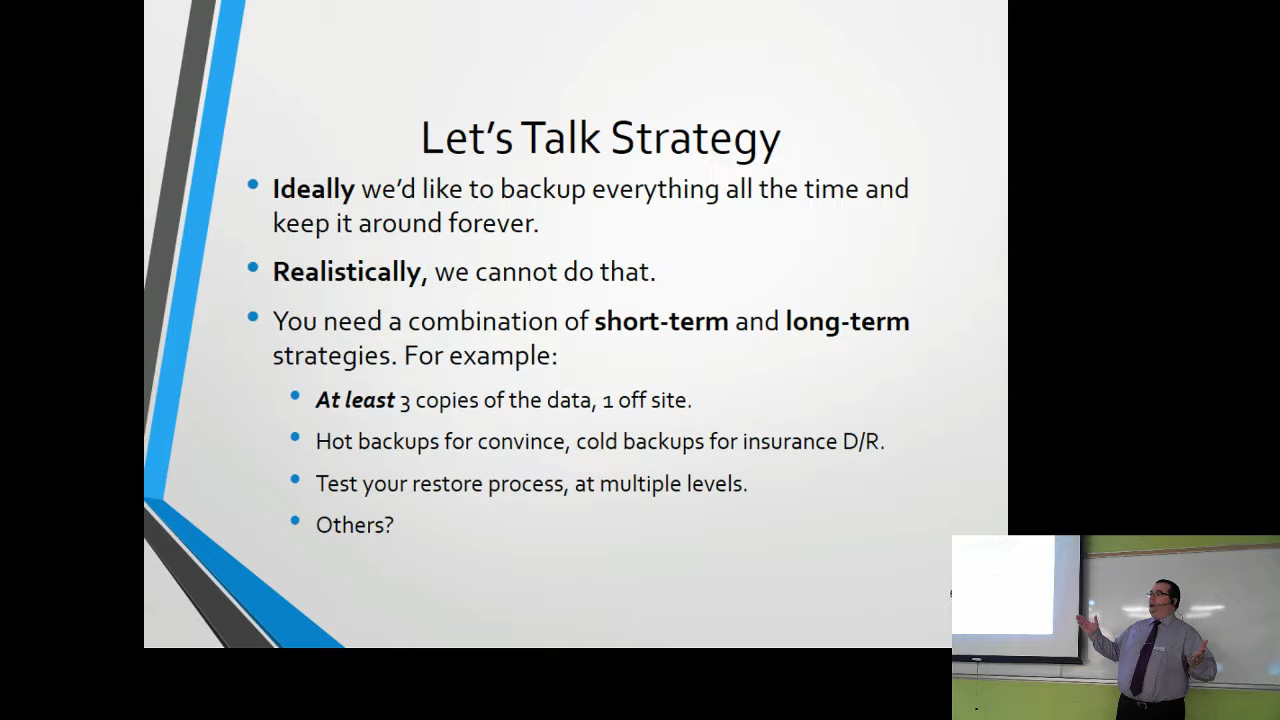 Let's Talk Strategy
Ideally we'd like to backup everything all the time and
keep it around forever.
Realistically, we cannot do that.
You need a combination of short-term and long-term
strategies. For example:
At least 3 copies of the data, 1 off site.
Hot backups for convince, cold backups for insurance D/R.
Test your restore process, at multiple levels.
Others?